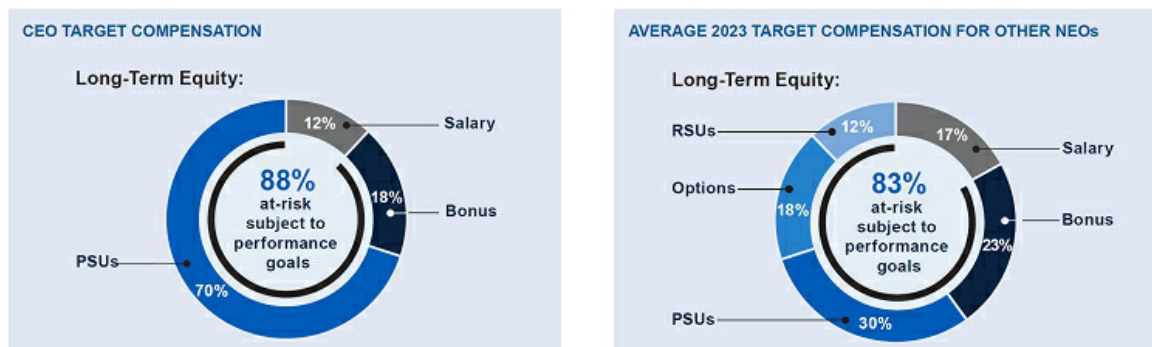 CEO TARGET COMPENSATION
Long-Term Equity:
12%
Salary
18%
Bonus
88%
at-risk
subject to
performance
goals
PSUs
70%
AVERAGE 2023 TARGET COMPENSATION FOR OTHER NEOs
Long-Term Equity:
RSUs
12%
17%
Salary
Options
18%
83%
at-risk
subject to
performance
goals
Bonus
23%
PSUs
30%